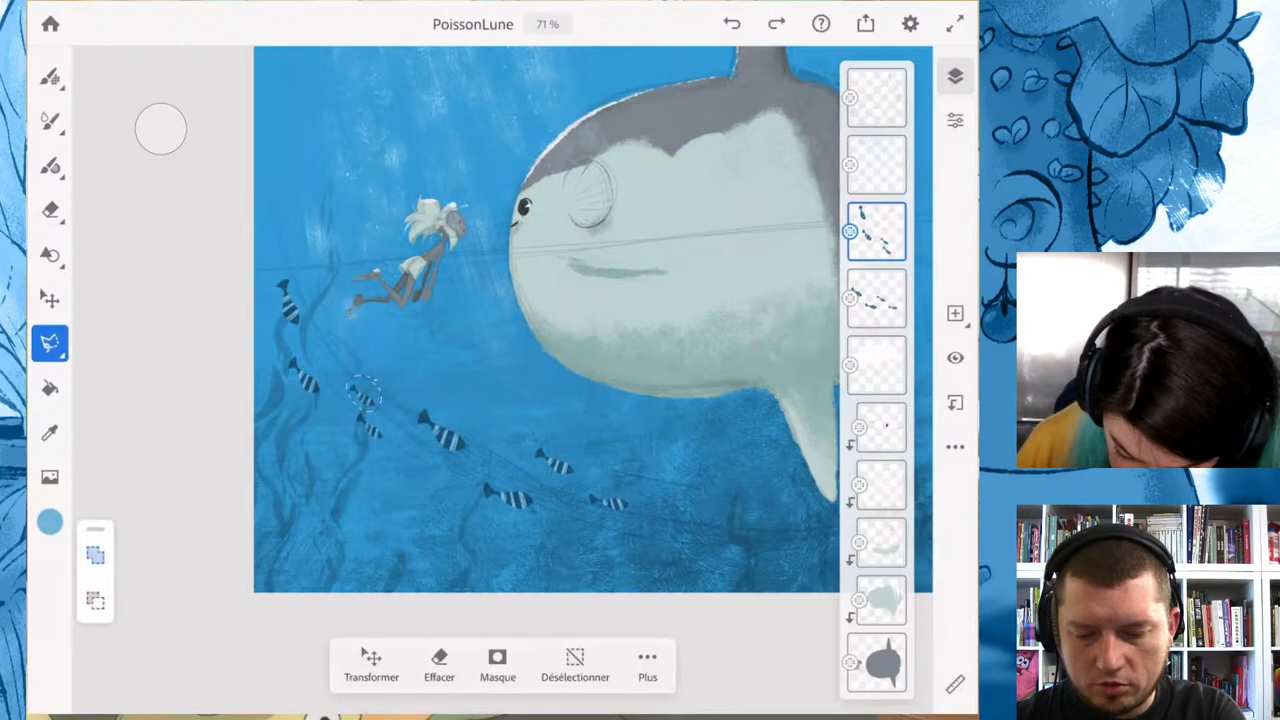 PoissonLune 71 %
Transformer Effacer Masque Désélectionner Plus